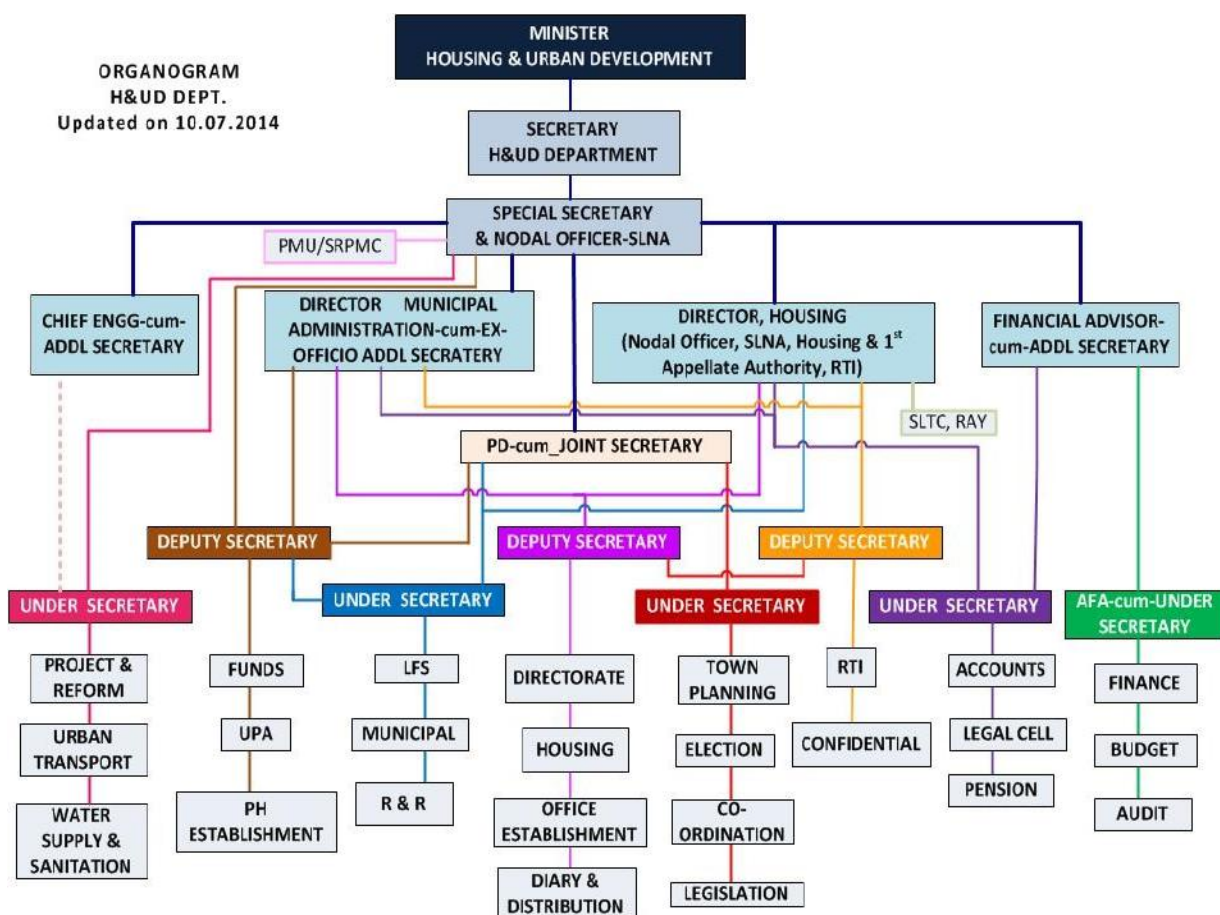 MINISTER
HOUSING & URBAN DEVELOPMENT
ORGANOGRAM
H&UD DEPT.
Updated on 10.07.2014
SECRETARY
H&UD DEPARTMENT
SPECIAL SECRETARY
& NODAL OFFICER-SLNA
PMU/SRPMC
CHIEF ENGG-cum-
ADDL SECRETARY
DIRECTOR MUNICIPAL
ADMINISTRATION-cum-EX-
OFFICIO ADDL SECRATERY
DIRECTOR, HOUSING
(Nodal Officer, SLNA, Housing & 1st
Appellate Authority, RTI)
FINANCIAL ADVISOR-
cum-ADDL SECRETARY
SLTC, RAY
PD-cum_JOINT SECRETARY
DEPUTY SECRETARY
DEPUTY SECRETARY
DEPUTY SECRETARY
UNDER SECRETARY
UNDER SECRETARY
UNDER SECRETARY
UNDER SECRETARY
AFA-cum-UNDER
SECRETARY
PROJECT &
REFORM
URBAN
TRANSPORT
WATER
SUPPLY &
SANITATION
FUNDS
UPA
PH
ESTABLISHMENT
LFS
MUNICIPAL
R & R
DIRECTORATE
HOUSING
OFFICE
ESTABLISHMENT
DIARY &
DISTRIBUTION
TOWN
PLANNING
ELECTION
CO-
ORDINATION
LEGISLATION
RTI
CONFIDENTIAL
ACCOUNTS
LEGAL CELL
PENSION
FINANCE
BUDGET
AUDIT